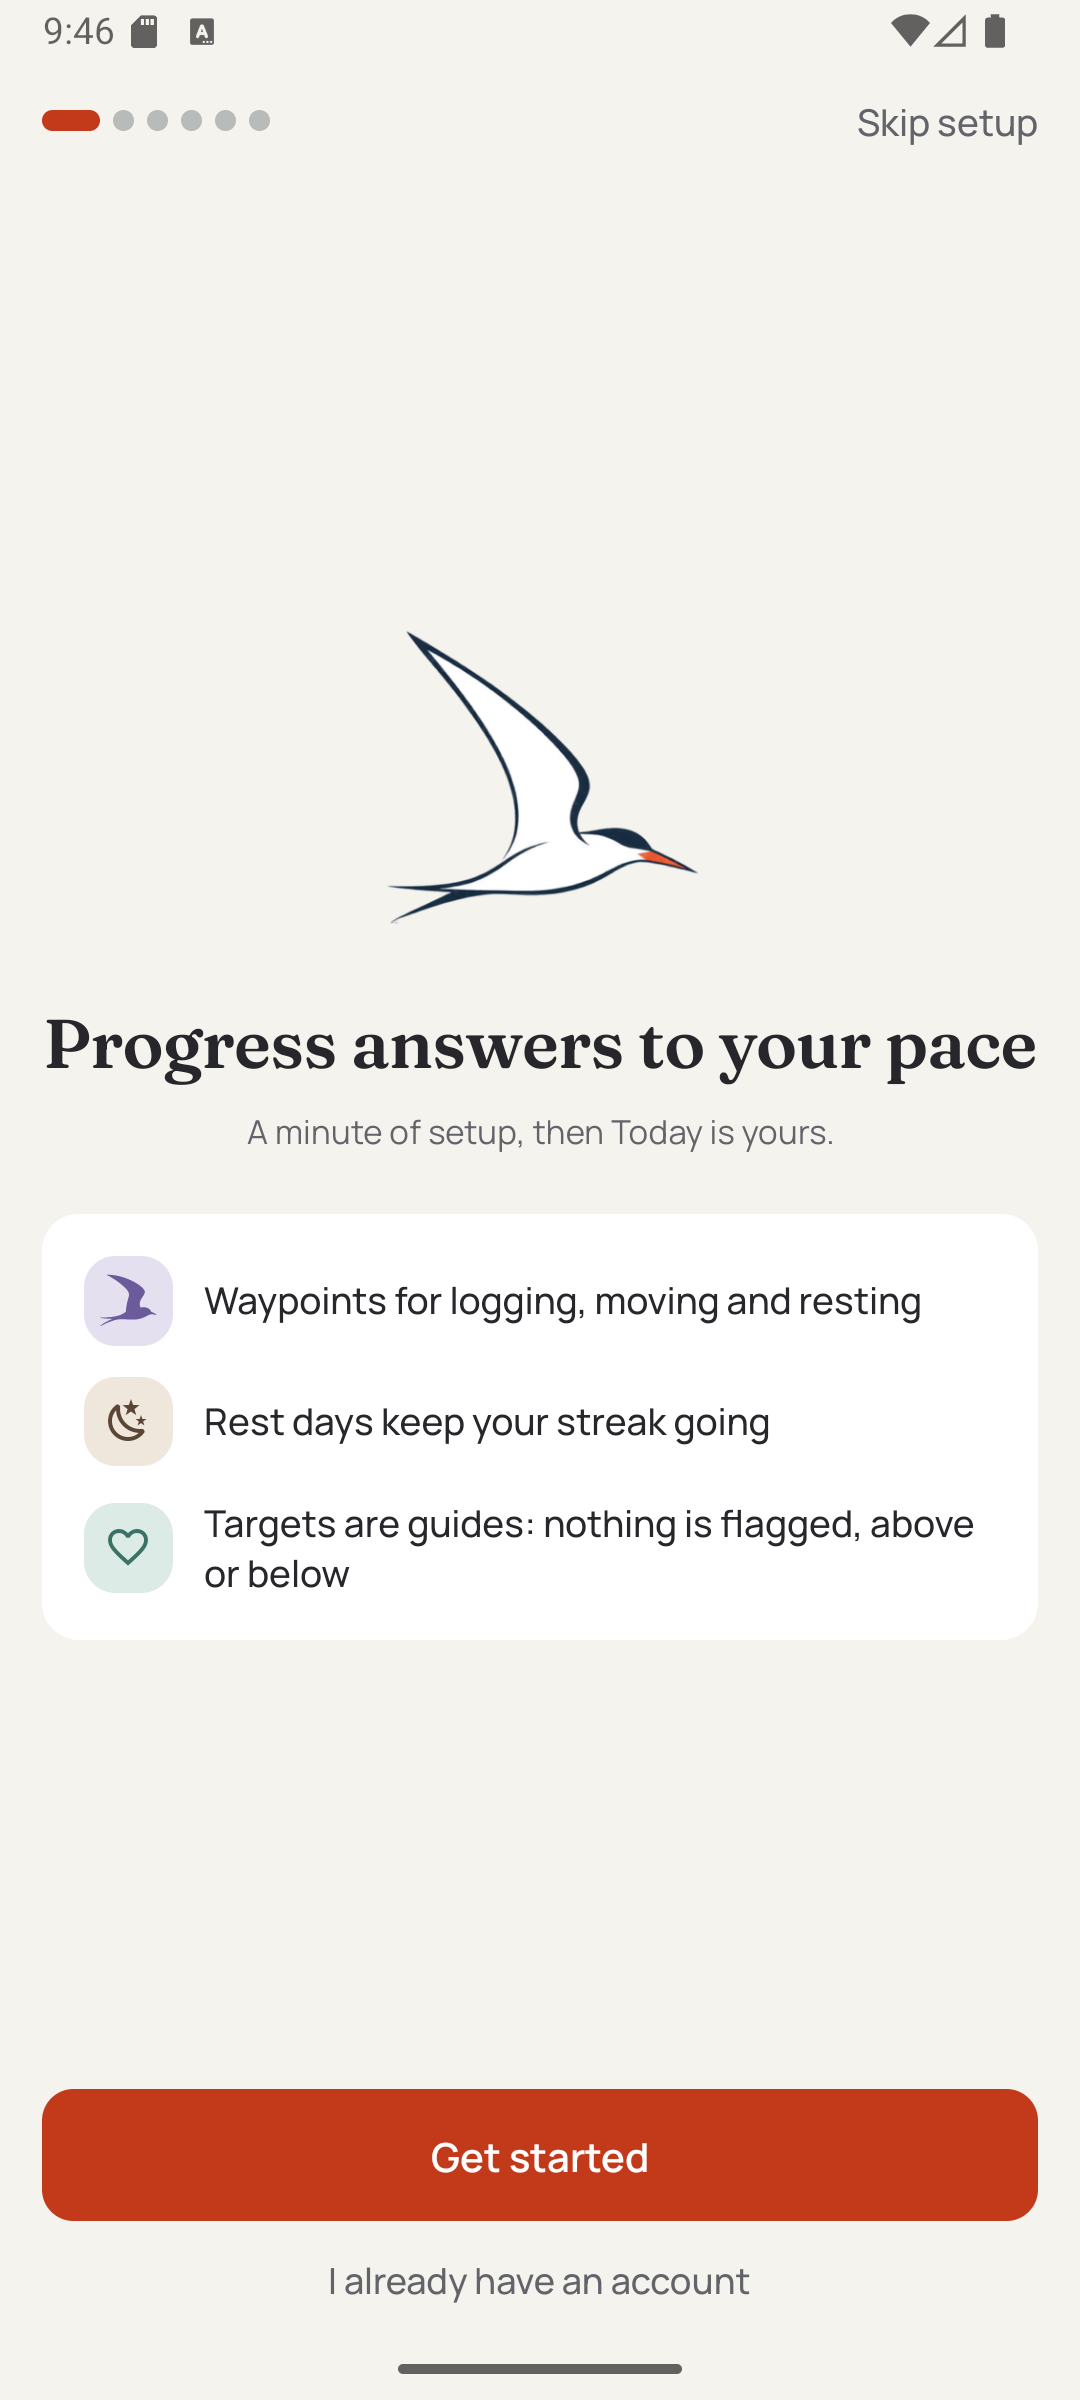 9:46
Skip setup
Progress answers to your pace
A minute of setup, then Today is yours.
Waypoints for logging, moving and resting
Rest days keep your streak going
Targets are guides: nothing is flagged, above
or below
Get started
I already have an account